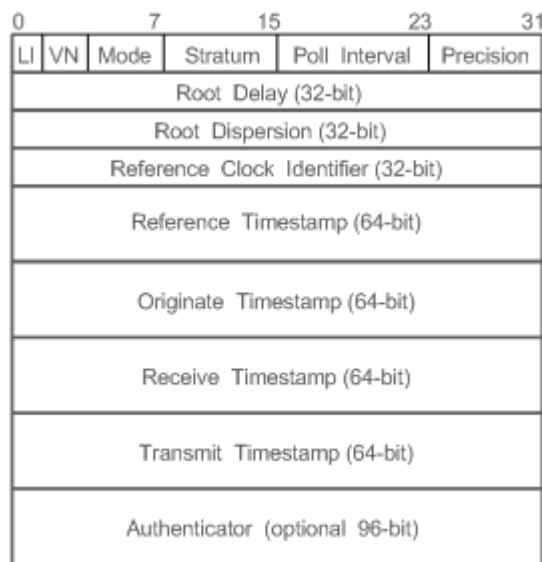 0 7 15 23 31
LI VN Mode Stratum Poll Interval Precision
Root Delay (32-bit)
Root Dispersion (32-bit)
Reference Clock Identifier (32-bit)
Reference Timestamp (64-bit)
Originate Timestamp (64-bit)
Receive Timestamp (64-bit)
Transmit Timestamp (64-bit)
Authenticator (optional 96-bit)